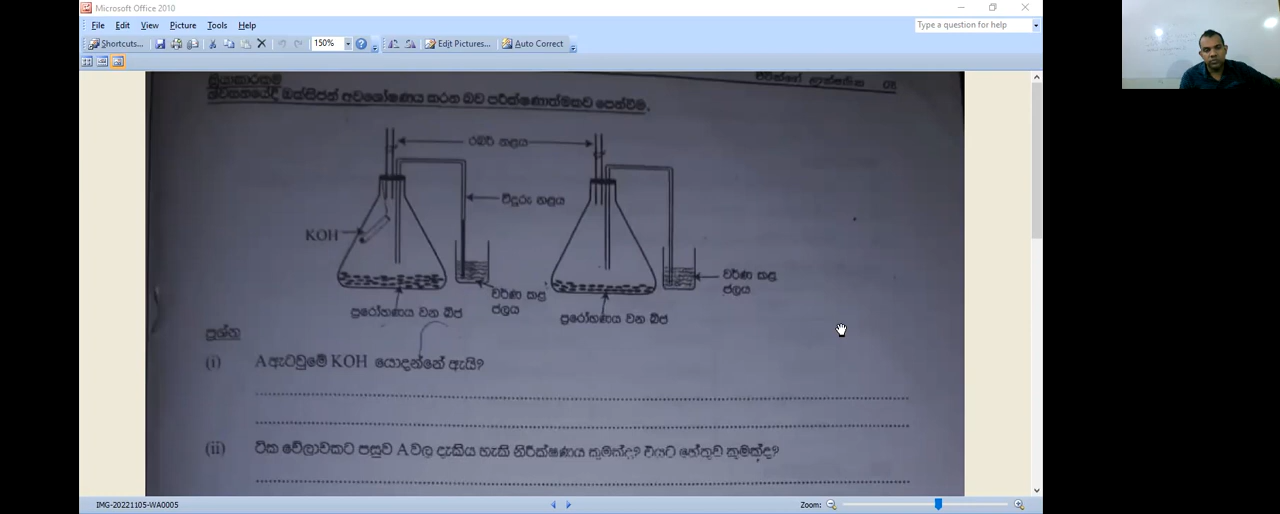 Microsoft Office 2010
File Edit View Picture Tools Help
Type a question for help
Shortcuts... 150% Edit Pictures... Auto Correct
ක්‍රියාකාරකම
ජීවයේ
ශ්වසනයේදී ඔක්සිජන් අවශෝෂණය කරන බව පරීක්ෂණාත්මකව පෙන්වීම.
රබර් නළය
වීදුරු නළය
KOH
වර්ණ කළ
ජලය
වර්ණ කළ
ජලය
ප්‍රරෝහණය වන බීජ
ප්‍රරෝහණය වන බීජ
ප්‍රශ්න
(i) A ඇටවුමේ KOH යොදන්නේ ඇයි?
(ii) ටික වේලාවකට පසුව A වල දැකිය හැකි නිරීක්ෂණය කුමක්ද? එයට හේතුව කුමක්ද?
IMG-20221105-WA0005
Zoom: